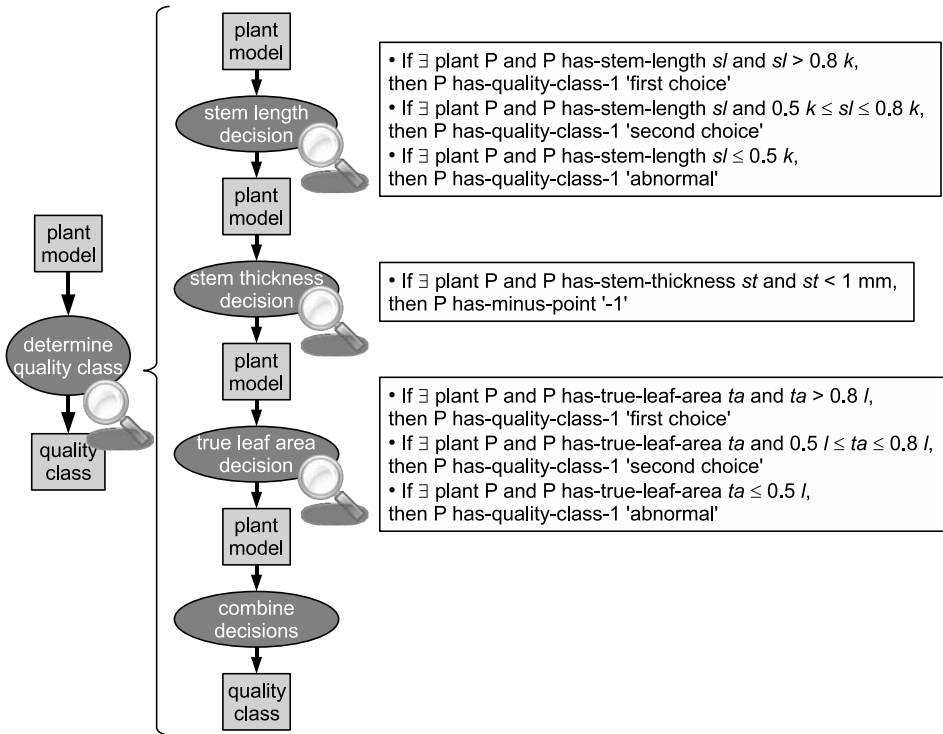 plant
model
determine
quality class
quality
class
plant
model
stem length
decision
plant
model
stem thickness
decision
plant
model
true leaf area
decision
plant
model
combine
decisions
quality
class
• If ∃ plant P and P has-stem-length sl and sl > 0.8 k,
then P has-quality-class-1 'first choice'
• If ∃ plant P and P has-stem-length sl and 0.5 k ≤ sl ≤ 0.8 k,
then P has-quality-class-1 'second choice'
• If ∃ plant P and P has-stem-length sl ≤ 0.5 k,
then P has-quality-class-1 'abnormal'
• If ∃ plant P and P has-stem-thickness st and st < 1 mm,
then P has-minus-point '-1'
• If ∃ plant P and P has-true-leaf-area ta and ta > 0.8 l,
then P has-quality-class-1 'first choice'
• If ∃ plant P and P has-true-leaf-area ta and 0.5 l ≤ ta ≤ 0.8 l,
then P has-quality-class-1 'second choice'
• If ∃ plant P and P has-true-leaf-area ta ≤ 0.5 l,
then P has-quality-class-1 'abnormal'